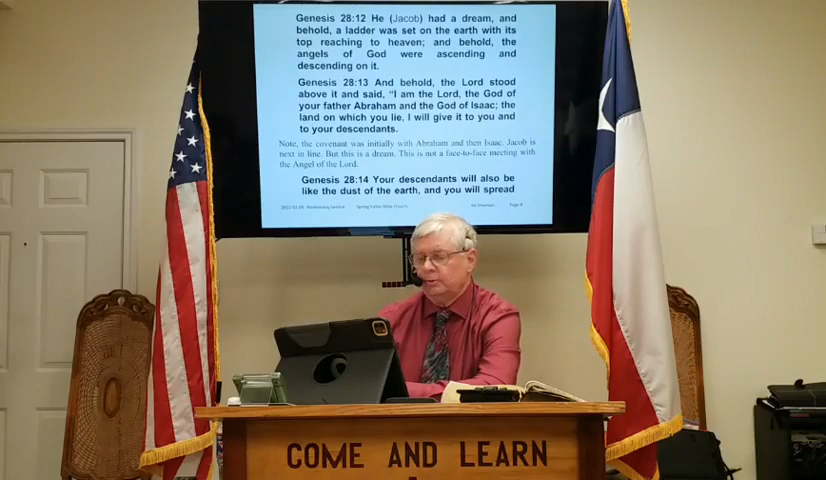 Genesis 28:12 He (Jacob) had a dream, and
behold, a ladder was set on the earth with its
top reaching to heaven; and behold, the
angels of God were ascending and
descending on it.
Genesis 28:13 And behold, the Lord stood
above it and said, “I am the Lord, the God of
your father Abraham and the God of Isaac; the
land on which you lie, I will give it to you and
to your descendants.
Note, the covenant was initially with Abraham and then Isaac. Jacob is
next in line. But this is a dream. This is not a face-to-face meeting with
the Angel of the Lord.
Genesis 28:14 Your descendants will also be
like the dust of the earth, and you will spread
Wednesday Service Spring Valley Bible Church Page
COME AND LEARN